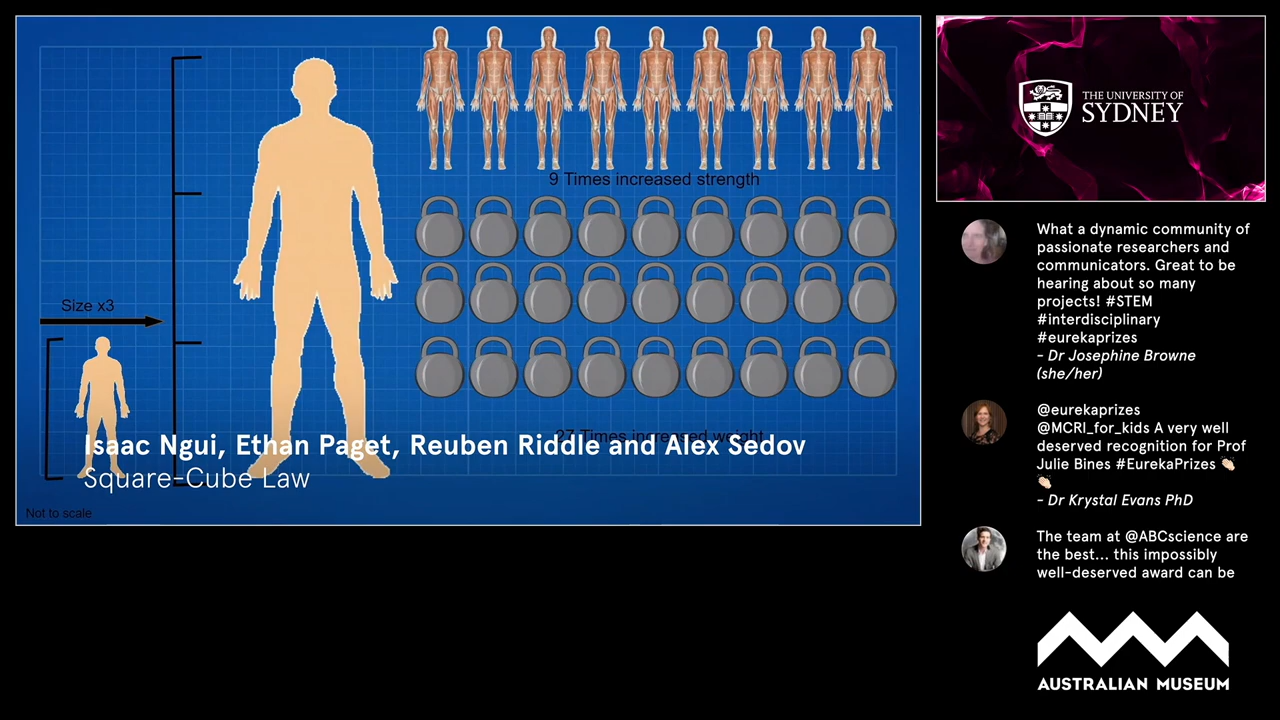 9 Times increased strength
Size x3
27 Times increased weight
Isaac Ngui, Ethan Paget, Reuben Riddle and Alex Sedov
Square-Cube Law
Not to scale
THE UNIVERSITY OF
SYDNEY
What a dynamic community of
passionate researchers and
communicators. Great to be
hearing about so many
projects! #STEM
#interdisciplinary
#eurekaprizes
- Dr Josephine Browne
(she/her)
@eurekaprizes
@MCRI_for_kids A very well
deserved recognition for Prof
Julie Bines #EurekaPrizes 👏🏻
👏🏻
- Dr Krystal Evans PhD
The team at @ABCscience are
the best... this impossibly
well-deserved award can be
AUSTRALIAN MUSEUM